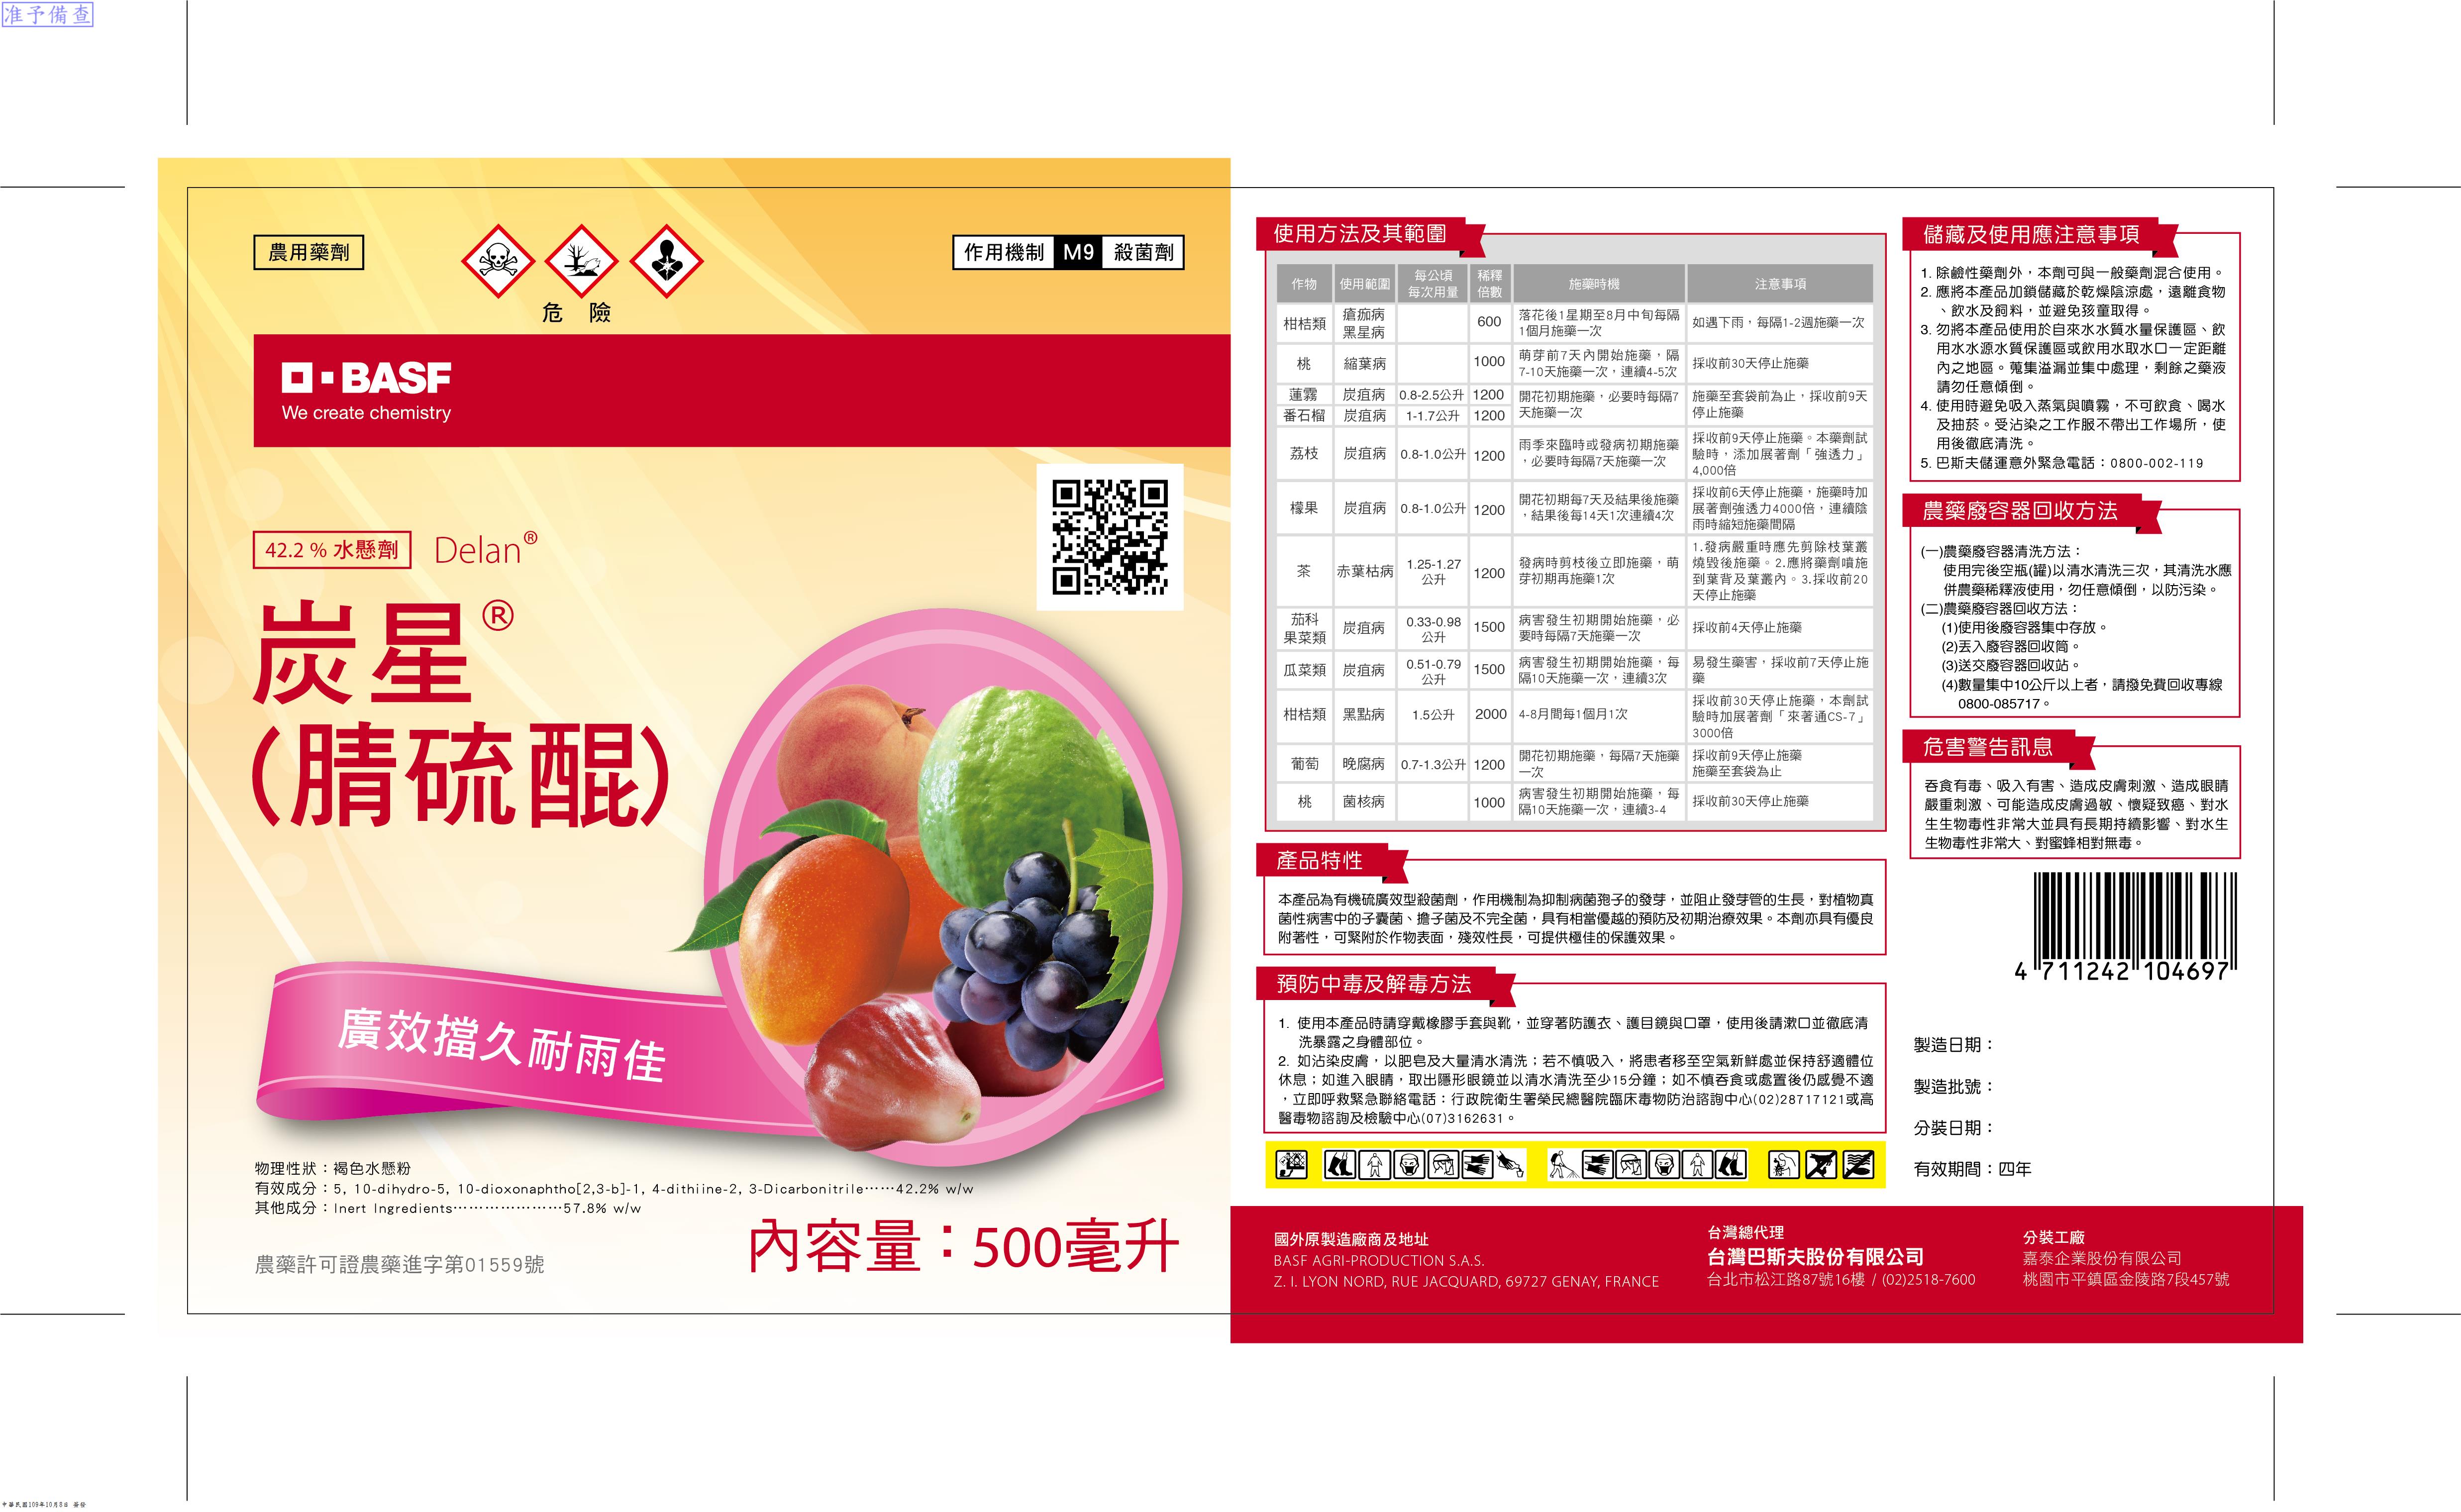 准予備查
農用藥劑
危 險
作用機制 M9 殺菌劑
BASF
We create chemistry
42.2 % 水懸劑 Delan®
炭星®
(腈硫醌)
廣效擋久耐雨佳
物理性狀：褐色水懸粉
有效成分：5, 10-dihydro-5, 10-dioxonaphtho[2,3-b]-1, 4-dithiine-2, 3-Dicarbonitrile……42.2% w/w
其他成分：Inert Ingredients…………………57.8% w/w
農藥許可證農藥進字第01559號
內容量：500毫升
使用方法及其範圍
作物 使用範圍 每公頃每次用量 稀釋倍數 施藥時機 注意事項
柑桔類 瘡痂病 黑星病 600 落花後1星期至8月中旬每隔1個月施藥一次 如遇下雨，每隔1-2週施藥一次
桃 縮葉病 1000 萌芽前7天內開始施藥，隔7-10天施藥一次，連續4-5次 採收前30天停止施藥
蓮霧 炭疽病 0.8-2.5公升 1200 開花初期施藥，必要時每隔7天施藥一次 施藥至套袋前為止，採收前9天停止施藥
番石榴 炭疽病 1-1.7公升 1200
荔枝 炭疽病 0.8-1.0公升 1200 雨季來臨時或發病初期施藥，必要時每隔7天施藥一次 採收前9天停止施藥。本藥劑試驗時，添加展著劑「強透力」4,000倍
檬果 炭疽病 0.8-1.0公升 1200 開花初期每7天及結果後施藥，結果後每14天1次連續4次 採收前6天停止施藥，施藥時加展著劑強透力4000倍，連續陰雨時縮短施藥間隔
茶 赤葉枯病 1.25-1.27公升 1200 發病時剪枝後立即施藥，萌芽初期再施藥1次 1.發病嚴重時應先剪除枝葉叢燒毀後施藥。2.應將藥劑噴施到葉背及葉叢內。3.採收前20天停止施藥
茄科果菜類 炭疽病 0.33-0.98公升 1500 病害發生初期開始施藥，必要時每隔7天施藥一次 採收前4天停止施藥
瓜菜類 炭疽病 0.51-0.79公升 1500 病害發生初期開始施藥，每隔10天施藥一次，連續3次 易發生藥害，採收前7天停止施藥
柑桔類 黑點病 1.5公升 2000 4-8月間每1個月1次 採收前30天停止施藥，本劑試驗時加展著劑「來著通CS-7」3000倍
葡萄 晚腐病 0.7-1.3公升 1200 開花初期施藥，每隔7天施藥一次 採收前9天停止施藥 施藥至套袋為止
桃 菌核病 1000 病害發生初期開始施藥，每隔10天施藥一次，連續3-4 採收前30天停止施藥
產品特性
本產品為有機硫廣效型殺菌劑，作用機制為抑制病菌孢子的發芽，並阻止發芽管的生長，對植物真
菌性病害中的子囊菌、擔子菌及不完全菌，具有相當優越的預防及初期治療效果。本劑亦具有優良
附著性，可緊附於作物表面，殘效性長，可提供極佳的保護效果。
預防中毒及解毒方法
1. 使用本產品時請穿戴橡膠手套與靴，並穿著防護衣、護目鏡與口罩，使用後請漱口並徹底清
洗暴露之身體部位。
2. 如沾染皮膚，以肥皂及大量清水清洗；若不慎吸入，將患者移至空氣新鮮處並保持舒適體位
休息；如進入眼睛，取出隱形眼鏡並以清水清洗至少15分鐘；如不慎吞食或處置後仍感覺不適
，立即呼救緊急聯絡電話：行政院衛生署榮民總醫院臨床毒物防治諮詢中心(02)28717121或高
醫毒物諮詢及檢驗中心(07)3162631。
儲藏及使用應注意事項
1. 除鹼性藥劑外，本劑可與一般藥劑混合使用。
2. 應將本產品加鎖儲藏於乾燥陰涼處，遠離食物
、飲水及飼料，並避免孩童取得。
3. 勿將本產品使用於自來水水質水量保護區、飲
用水水源水質保護區或飲用水取水口一定距離
內之地區。蒐集溢漏並集中處理，剩餘之藥液
請勿任意傾倒。
4. 使用時避免吸入蒸氣與噴霧，不可飲食、喝水
及抽菸。受沾染之工作服不帶出工作場所，使
用後徹底清洗。
5. 巴斯夫儲運意外緊急電話：0800-002-119
農藥廢容器回收方法
(一)農藥廢容器清洗方法：
使用完後空瓶(罐)以清水清洗三次，其清洗水應
併農藥稀釋液使用，勿任意傾倒，以防污染。
(二)農藥廢容器回收方法：
(1)使用後廢容器集中存放。
(2)丟入廢容器回收筒。
(3)送交廢容器回收站。
(4)數量集中10公斤以上者，請撥免費回收專線
0800-085717。
危害警告訊息
吞食有毒、吸入有害、造成皮膚刺激、造成眼睛
嚴重刺激、可能造成皮膚過敏、懷疑致癌、對水
生生物毒性非常大並具有長期持續影響、對水生
生物毒性非常大、對蜜蜂相對無毒。
4 711242 104697
製造日期：
製造批號：
分裝日期：
有效期間：四年
國外原製造廠商及地址
BASF AGRI-PRODUCTION S.A.S.
Z. I. LYON NORD, RUE JACQUARD, 69727 GENAY, FRANCE
台灣總代理
台灣巴斯夫股份有限公司
台北市松江路87號16樓 / (02)2518-7600
分裝工廠
嘉泰企業股份有限公司
桃園市平鎮區金陵路7段457號
中華民國109年10月8日